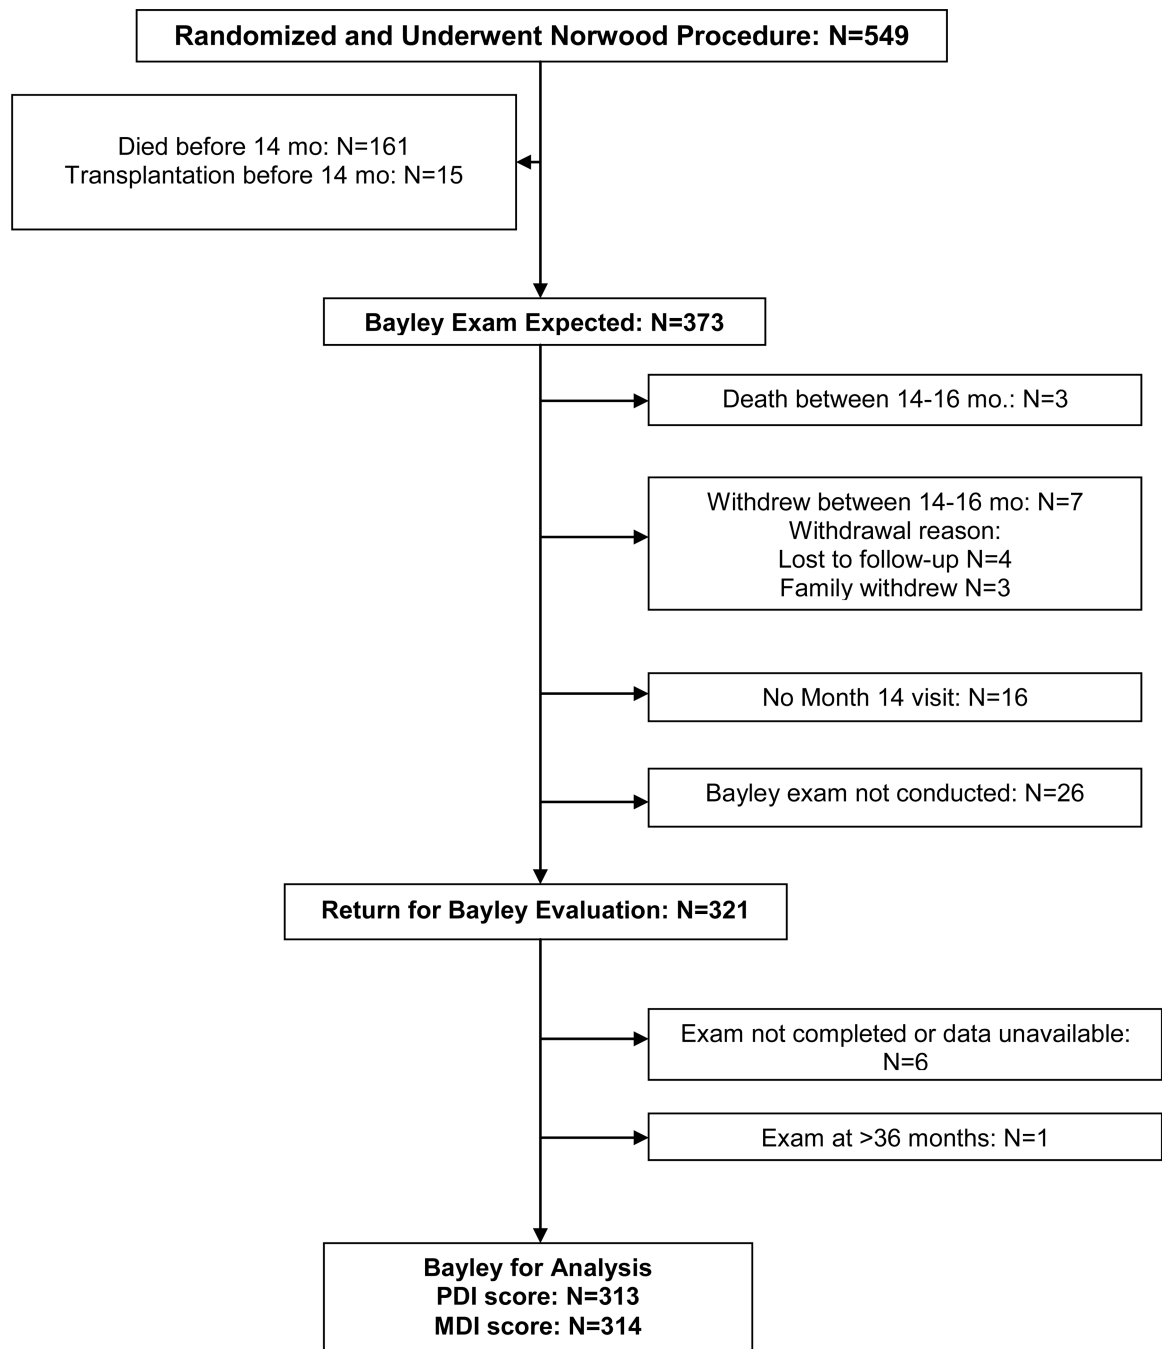 Randomized and Underwent Norwood Procedure: N=549
Died before 14 mo: N=161
Transplantation before 14 mo: N=15
Bayley Exam Expected: N=373
Death between 14-16 mo.: N=3
Withdrew between 14-16 mo: N=7
Withdrawal reason:
Lost to follow-up N=4
Family withdrew N=3
No Month 14 visit: N=16
Bayley exam not conducted: N=26
Return for Bayley Evaluation: N=321
Exam not completed or data unavailable:
N=6
Exam at >36 months: N=1
Bayley for Analysis
PDI score: N=313
MDI score: N=314